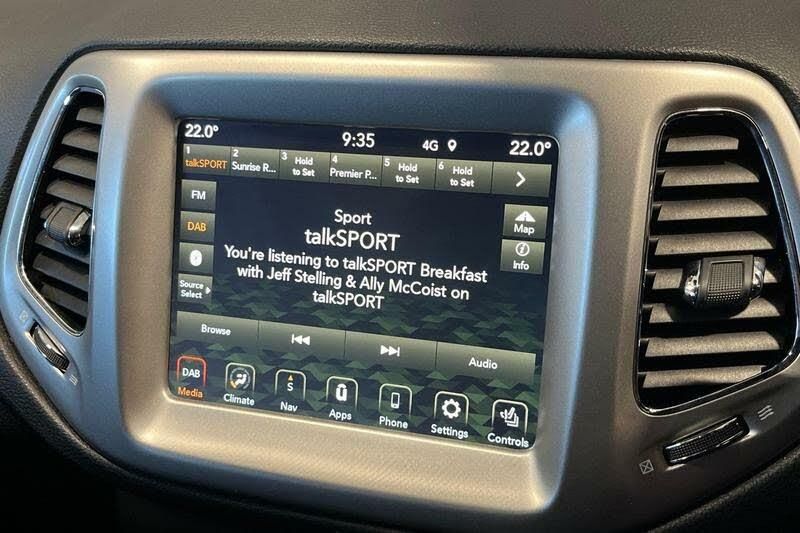 22.0°
9:35
4G
22.0°
1
talkSPORT
2
Sunrise R...
3 Hold
to Set
4
Premier P...
5 Hold
to Set
6 Hold
to Set
FM
DAB
Source
Select
Map
Info
Sport
talkSPORT
You're listening to talkSPORT Breakfast
with Jeff Stelling & Ally McCoist on
talkSPORT
Browse
Audio
DAB
Media
Climate
S
Nav
Apps
Phone
Settings
Controls